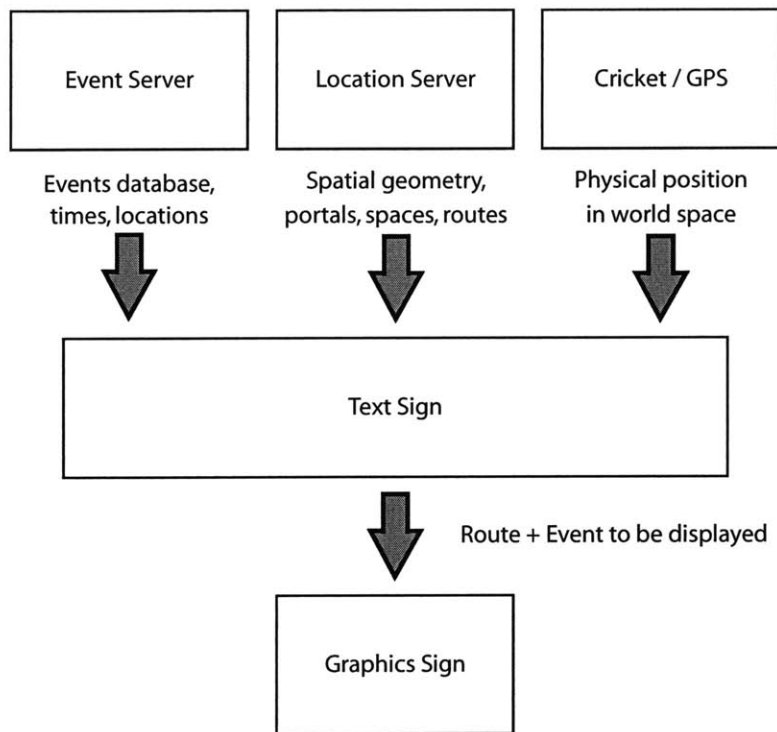 Event Server
Location Server
Cricket / GPS
Events database,
times, locations
Spatial geometry,
portals, spaces, routes
Physical position
in world space
Text Sign
Route + Event to be displayed
Graphics Sign